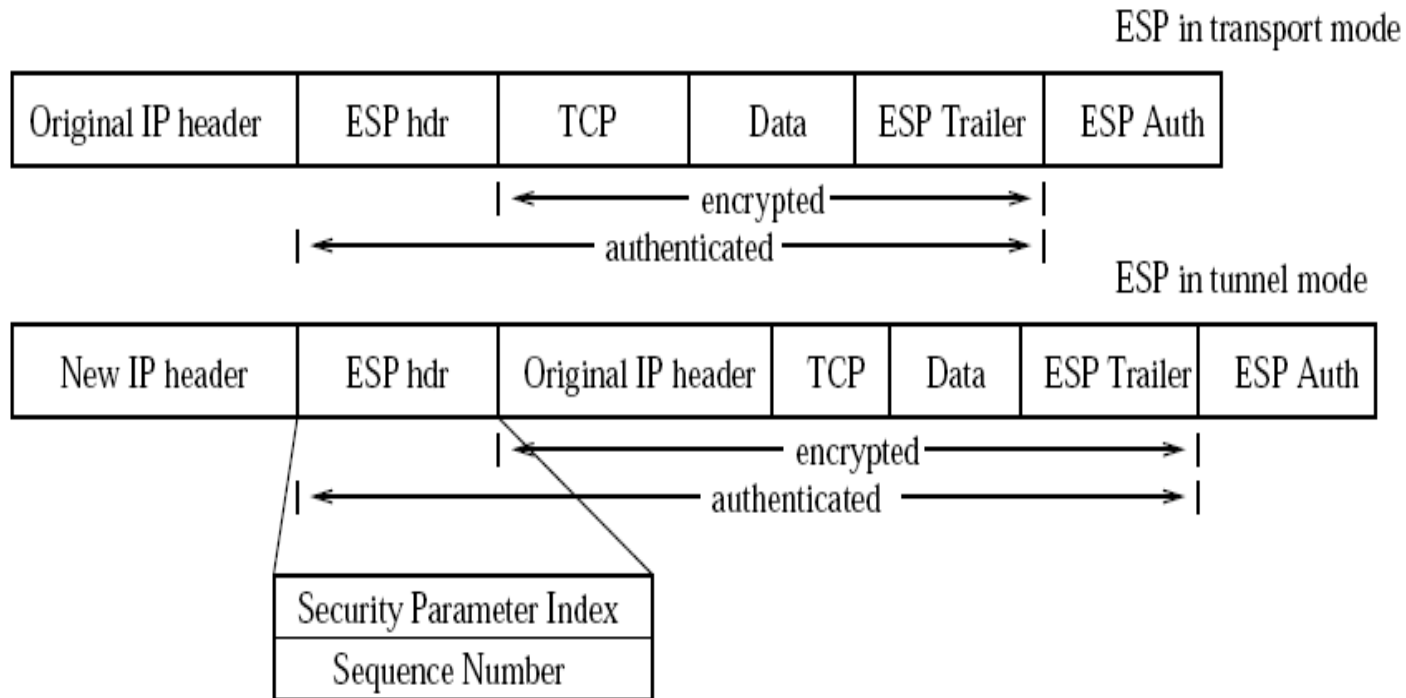 ESP in transport mode
Original IP header ESP hdr TCP Data ESP Trailer ESP Auth
encrypted
authenticated
ESP in tunnel mode
New IP header ESP hdr Original IP header TCP Data ESP Trailer ESP Auth
encrypted
authenticated
Security Parameter Index
Sequence Number